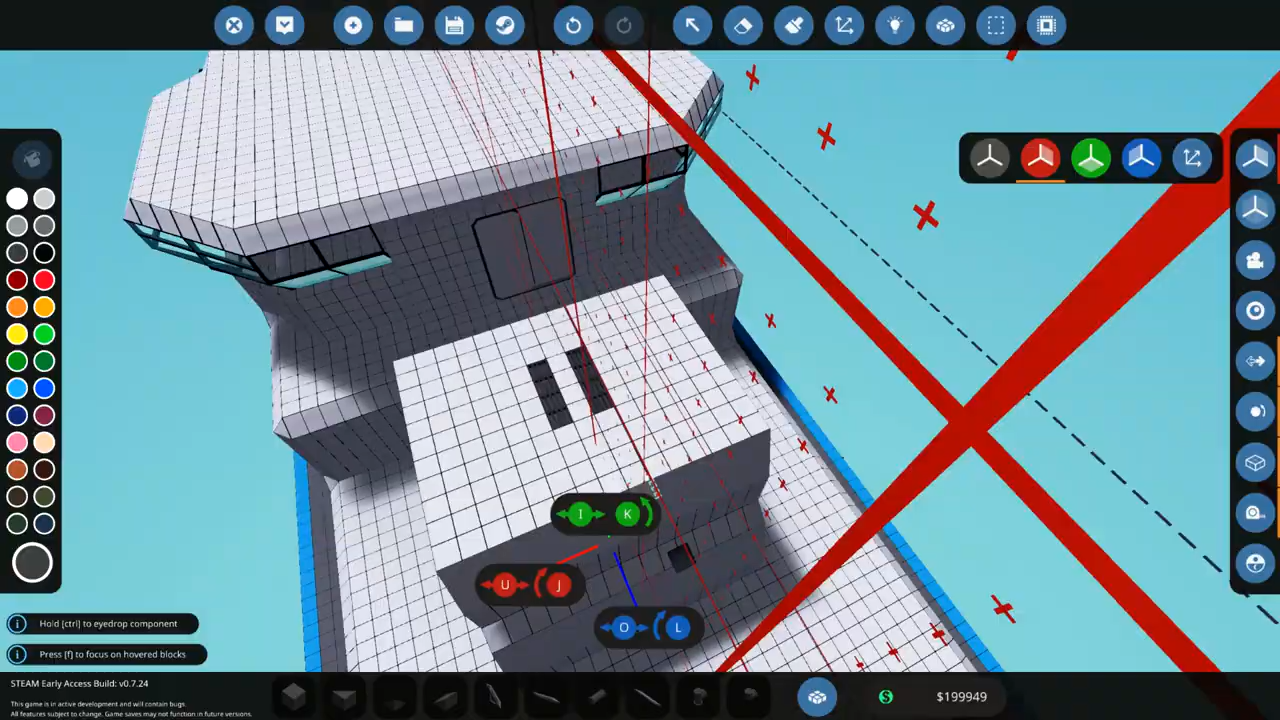 I K
U J
O L
Hold [ctrl] to eyedrop component
Press [f] to focus on hovered blocks
STEAM Early Access Build: v0.7.24
This game is in active development and will contain bugs.
All features subject to change. Game saves may not function in future versions.
$ $199949